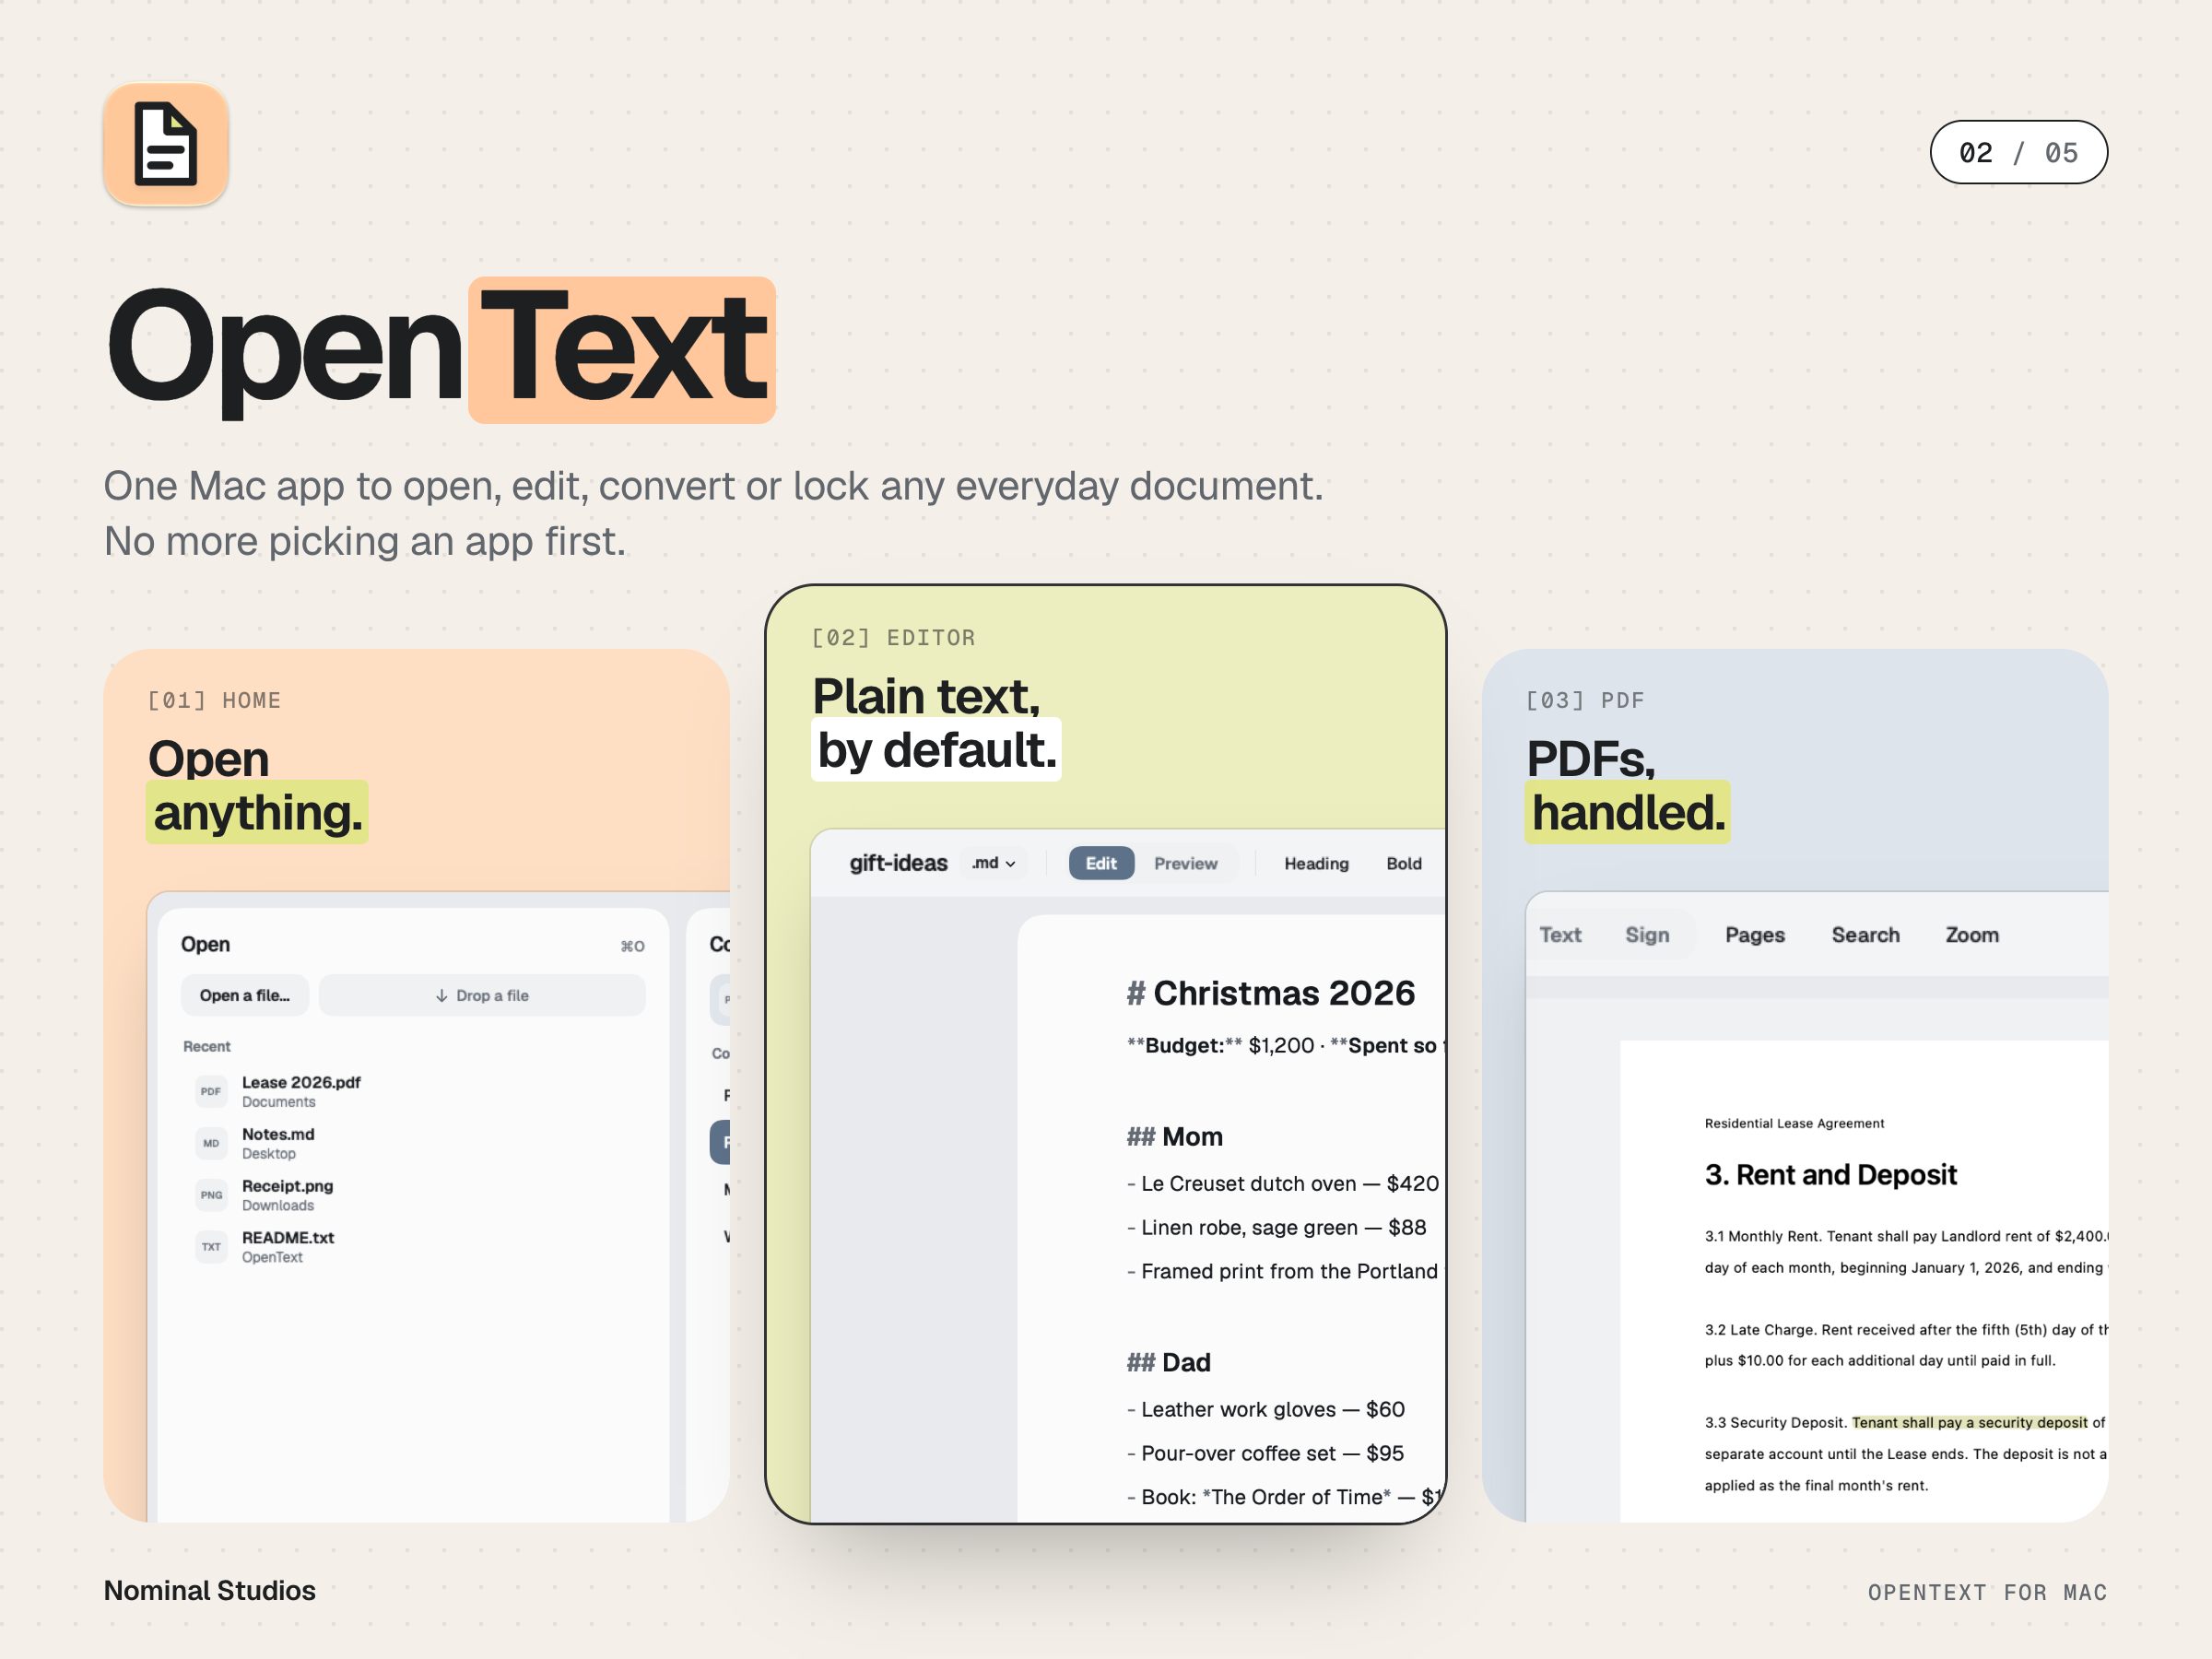 02 / 05
OpenText
One Mac app to open, edit, convert or lock any everyday document.
No more picking an app first.
[01] HOME
Open
anything.
Open ⌘O
Open a file... ↓ Drop a file
Recent
PDF Lease 2026.pdf
Documents
MD Notes.md
Desktop
PNG Receipt.png
Downloads
TXT README.txt
OpenText
[02] EDITOR
Plain text,
by default.
gift-ideas .md Edit Preview Heading Bold
# Christmas 2026
**Budget:** $1,200 · **Spent so
## Mom
- Le Creuset dutch oven — $420
- Linen robe, sage green — $88
- Framed print from the Portland
## Dad
- Leather work gloves — $60
- Pour-over coffee set — $95
- Book: *The Order of Time* — $1
[03] PDF
PDFs,
handled.
Text Sign Pages Search Zoom
Residential Lease Agreement
3. Rent and Deposit
3.1 Monthly Rent. Tenant shall pay Landlord rent of $2,400.
day of each month, beginning January 1, 2026, and ending
3.2 Late Charge. Rent received after the fifth (5th) day of th
plus $10.00 for each additional day until paid in full.
3.3 Security Deposit. Tenant shall pay a security deposit of
separate account until the Lease ends. The deposit is not a
applied as the final month's rent.
Nominal Studios
OPENTEXT FOR MAC